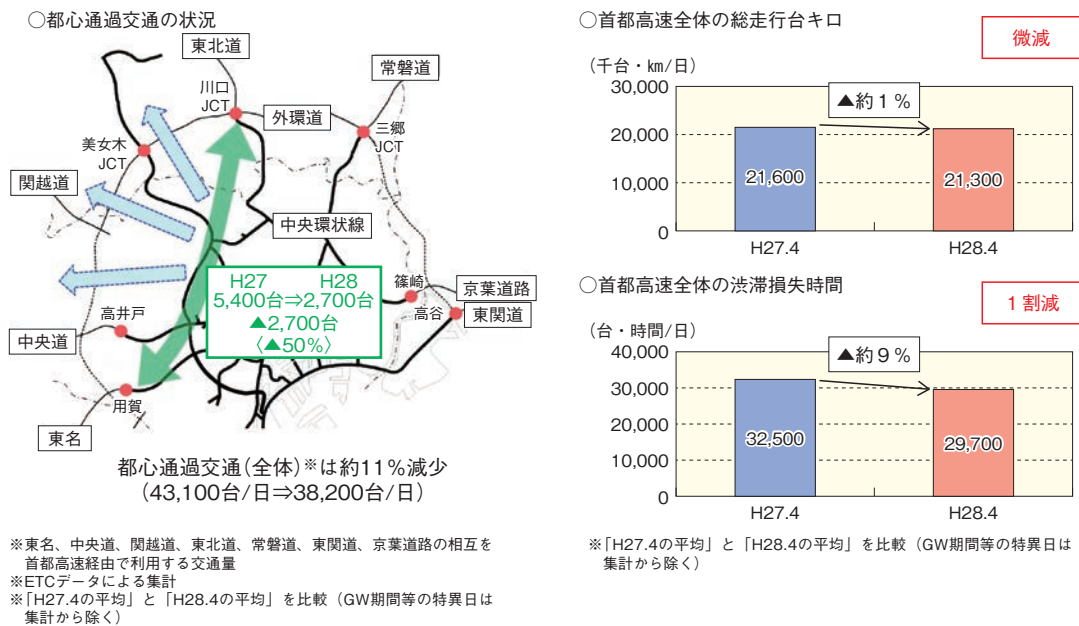 ○都心通過交通の状況
東北道
常磐道
川口
JCT
外環道
三郷
JCT
美女木
JCT
関越道
中央環状線
H27 H28
5,400台⇒2,700台
▲2,700台
〈▲50%〉
篠崎
京葉道路
高谷
東関道
高井戸
中央道
用賀
東名
都心通過交通(全体)※は約11%減少
(43,100台/日⇒38,200台/日)
※東名、中央道、関越道、東北道、常磐道、東関道、京葉道路の相互を
首都高速経由で利用する交通量
※ETCデータによる集計
※「H27.4の平均」と「H28.4の平均」を比較(GW期間等の特異日は
集計から除く)
○首都高速全体の総走行台キロ
微減
(千台・㎞/日)
30,000
20,000
10,000
0
▲約1%
21,600
21,300
H27.4
H28.4
○首都高速全体の渋滞損失時間
1割減
(台・時間/日)
40,000
30,000
20,000
10,000
0
▲約9%
32,500
29,700
H27.4
H28.4
※「H27.4の平均」と「H28.4の平均」を比較(GW期間等の特異日は
集計から除く)